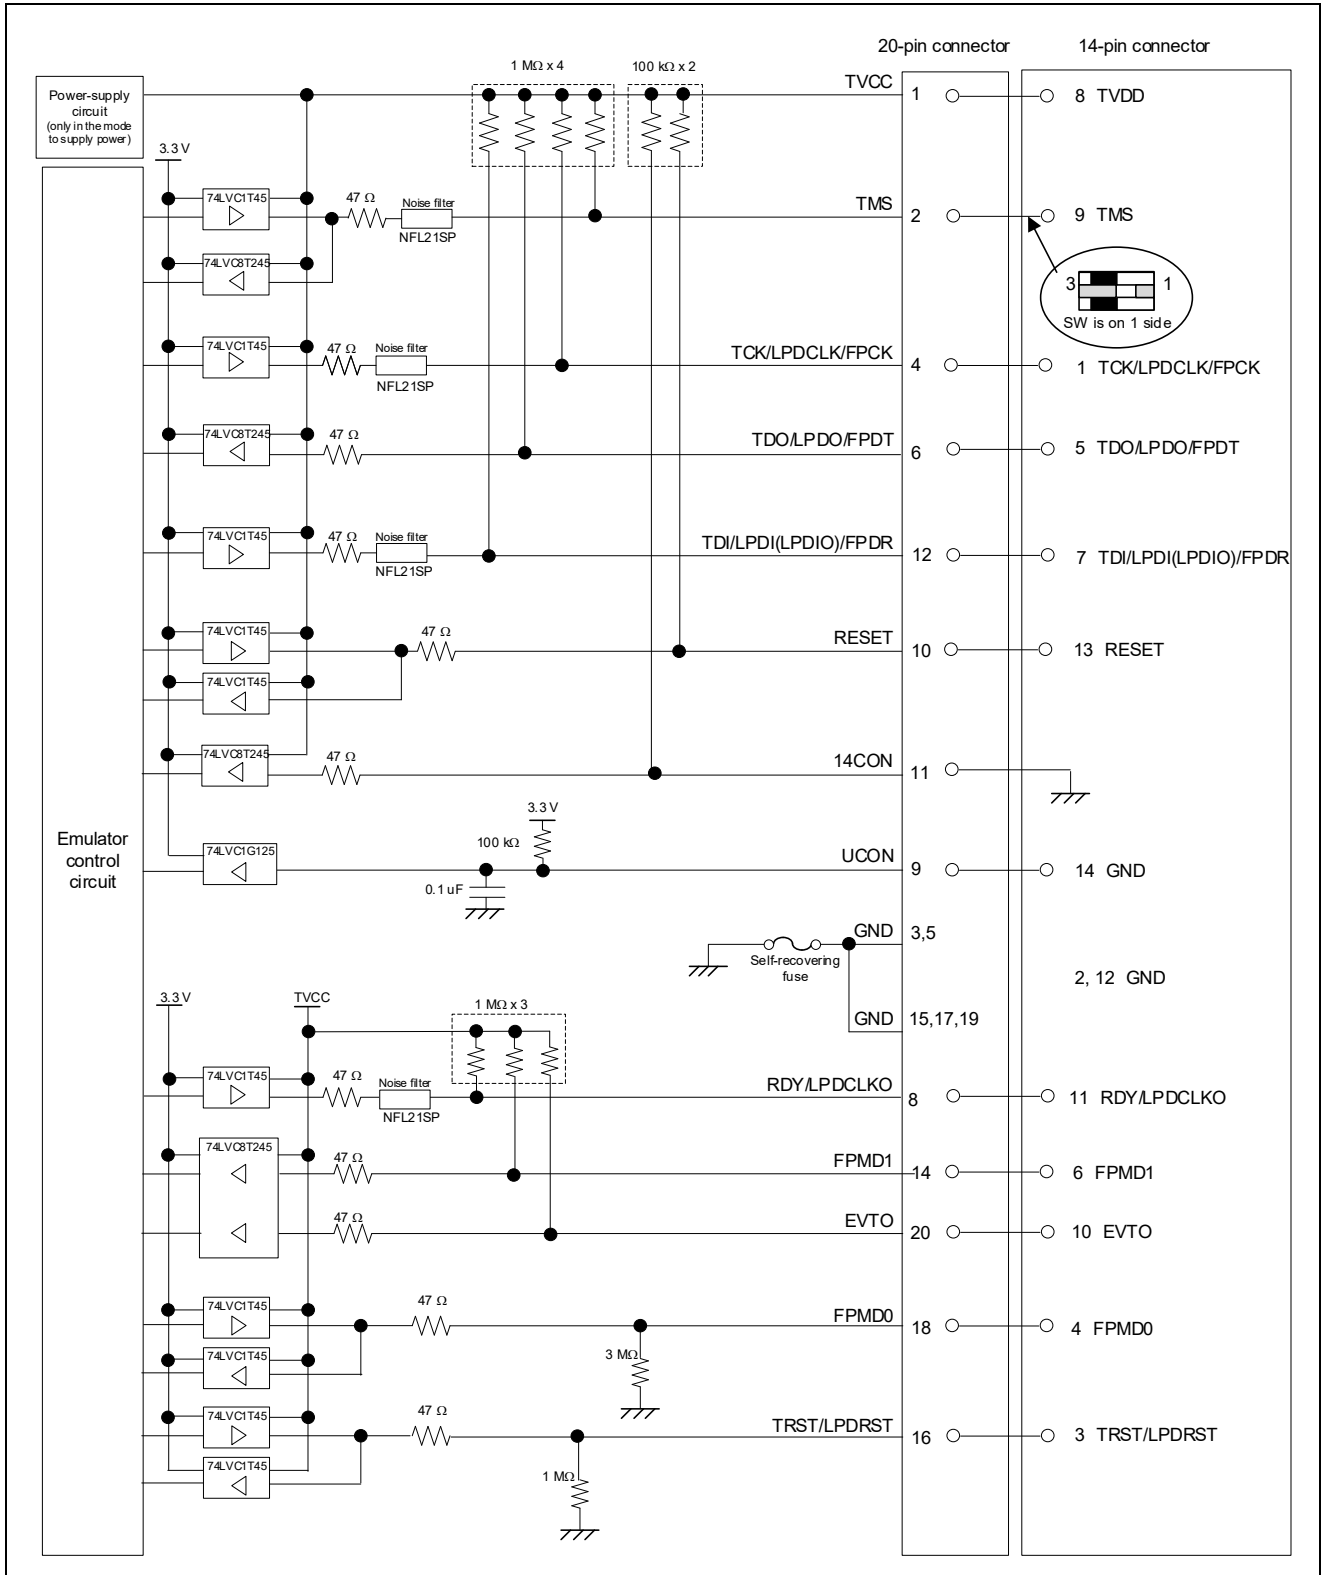 20-pin connector
14-pin connector
1 MΩ x 4
100 kΩ x 2
Power-supply
circuit
(only in the mode
to supply power)
TVCC
1
8 TVDD
3.3 V
74LVC1T45
47 Ω
Noise filter
NFL21SP
TMS
2
9 TMS
74LVC8T245
3
1
SW is on 1 side
74LVC1T45
47 Ω
Noise filter
NFL21SP
TCK/LPDCLK/FPCK
4
1 TCK/LPDCLK/FPCK
74LVC8T245
47 Ω
TDO/LPDO/FPDT
6
5 TDO/LPDO/FPDT
74LVC1T45
47 Ω
Noise filter
NFL21SP
TDI/LPDI(LPDIO)/FPDR
12
7 TDI/LPDI(LPDIO)/FPDR
74LVC1T45
47 Ω
RESET
10
13 RESET
74LVC1T45
74LVC8T245
47 Ω
14CON
11
Emulator
control
circuit
3.3 V
100 kΩ
74LVC1G125
0.1 uF
UCON
9
14 GND
GND
3,5
Self-recovering
fuse
2, 12 GND
GND
15,17,19
3.3 V
TVCC
1 MΩ x 3
74LVC1T45
47 Ω
Noise filter
NFL21SP
RDY/LPDCLKO
8
11 RDY/LPDCLKO
74LVC8T245
47 Ω
FPMD1
14
6 FPMD1
47 Ω
EVTO
20
10 EVTO
74LVC1T45
47 Ω
FPMD0
18
4 FPMD0
74LVC1T45
3 MΩ
74LVC1T45
47 Ω
TRST/LPDRST
16
3 TRST/LPDRST
74LVC1T45
1 MΩ